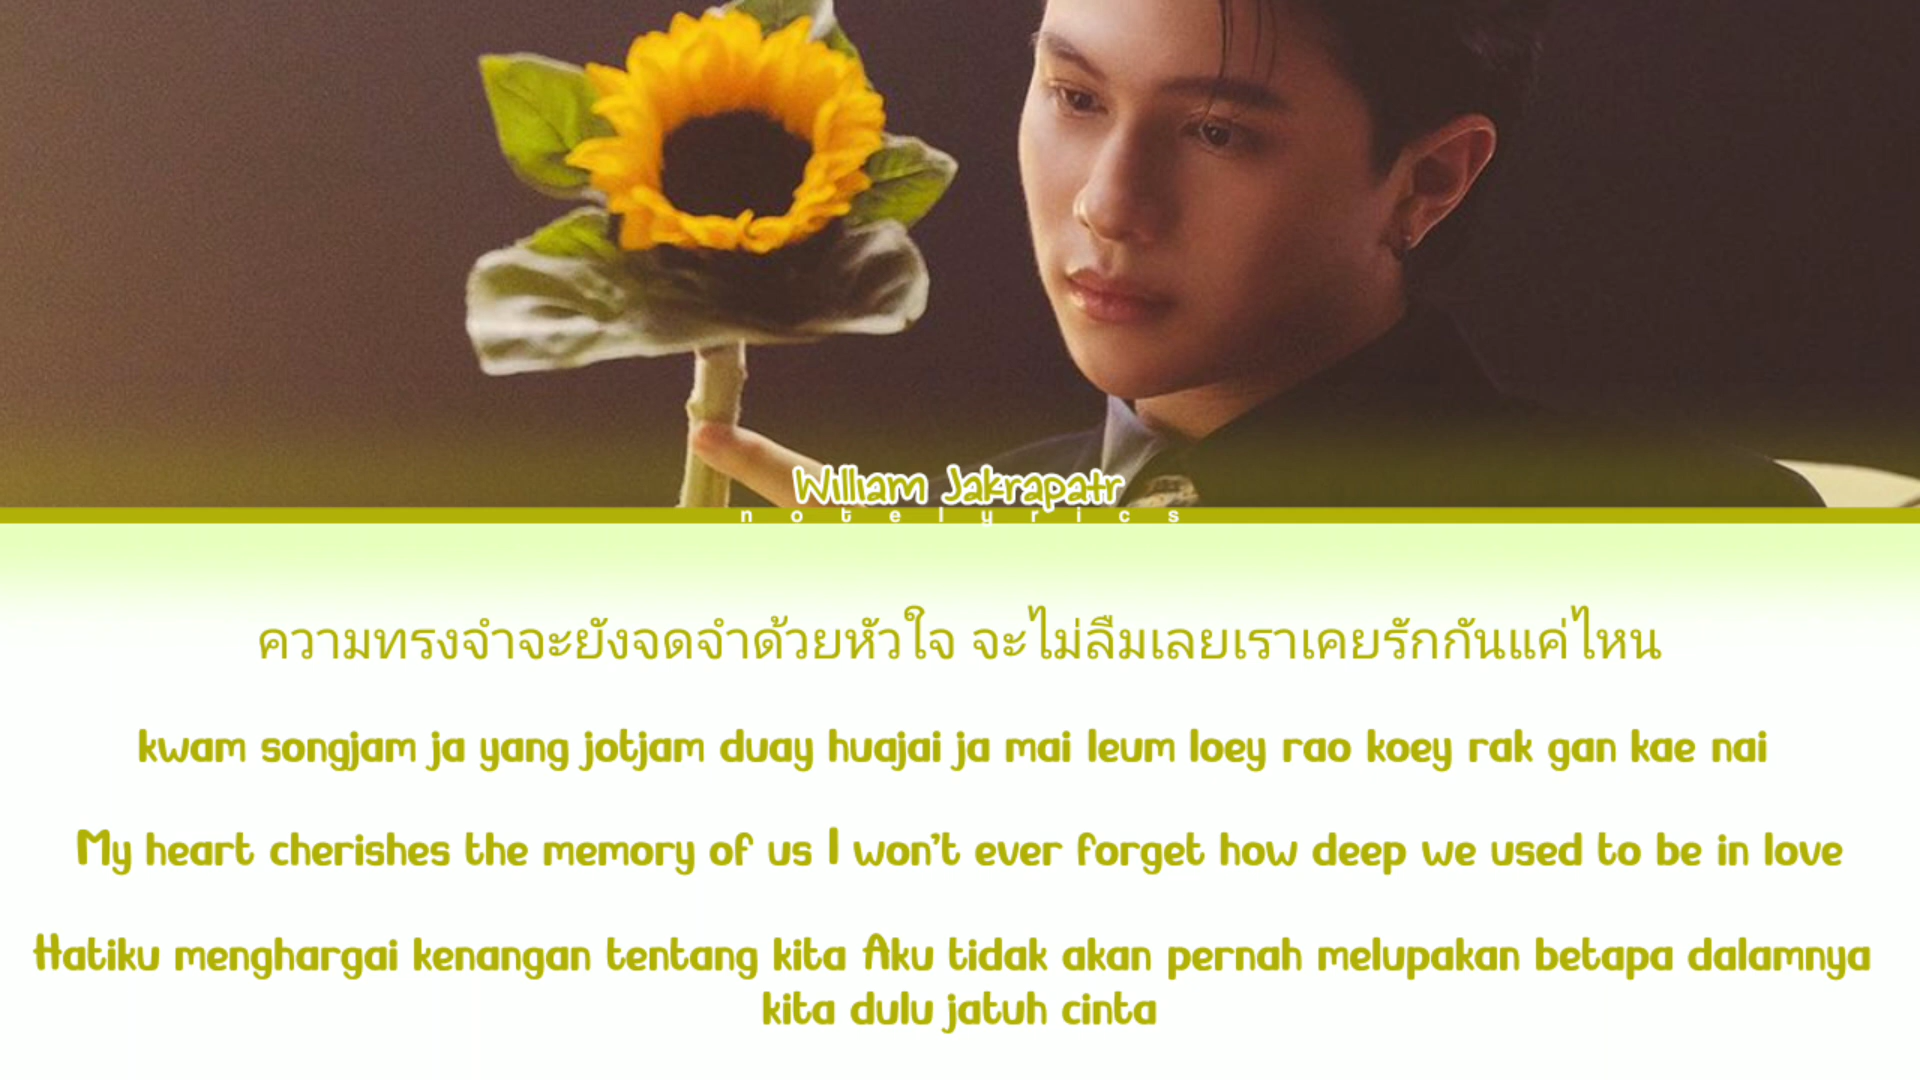 William Jakrapatr
notelyrics
ความทรงจำจะยังจดจำด้วยหัวใจ จะไม่ลืมเลยเราเคยรักกันแค่ไหน
kwam songjam ja yang jotjam duay huajai ja mai leum loey rao koey rak gan kae nai
My heart cherishes the memory of us I won't ever forget how deep we used to be in love
Hatiku menghargai kenangan tentang kita Aku tidak akan pernah melupakan betapa dalamnya
kita dulu jatuh cinta